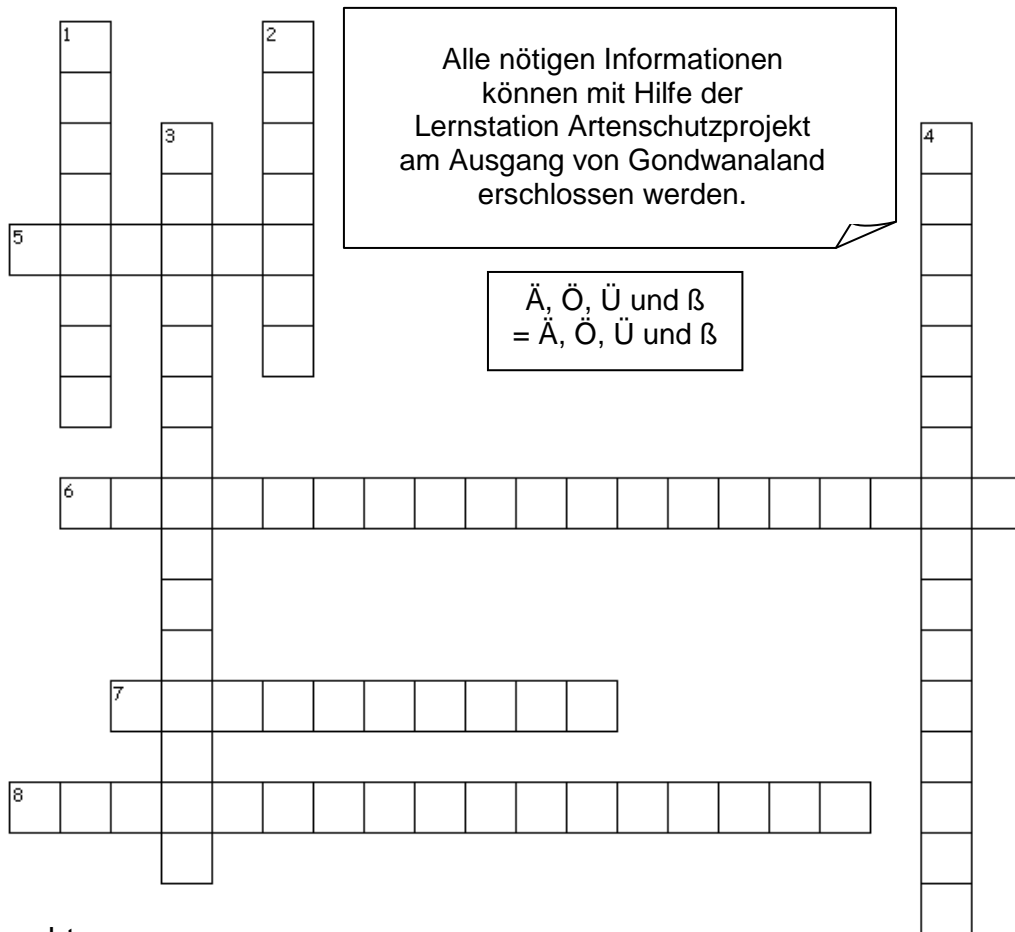 1
2
Alle nötigen Informationen
können mit Hilfe der
Lernstation Artenschutzprojekt
am Ausgang von Gondwanaland
erschlossen werden.
3
4
5
Ä, Ö, Ü und ß
= Ä, Ö, Ü und ß
6
7
8